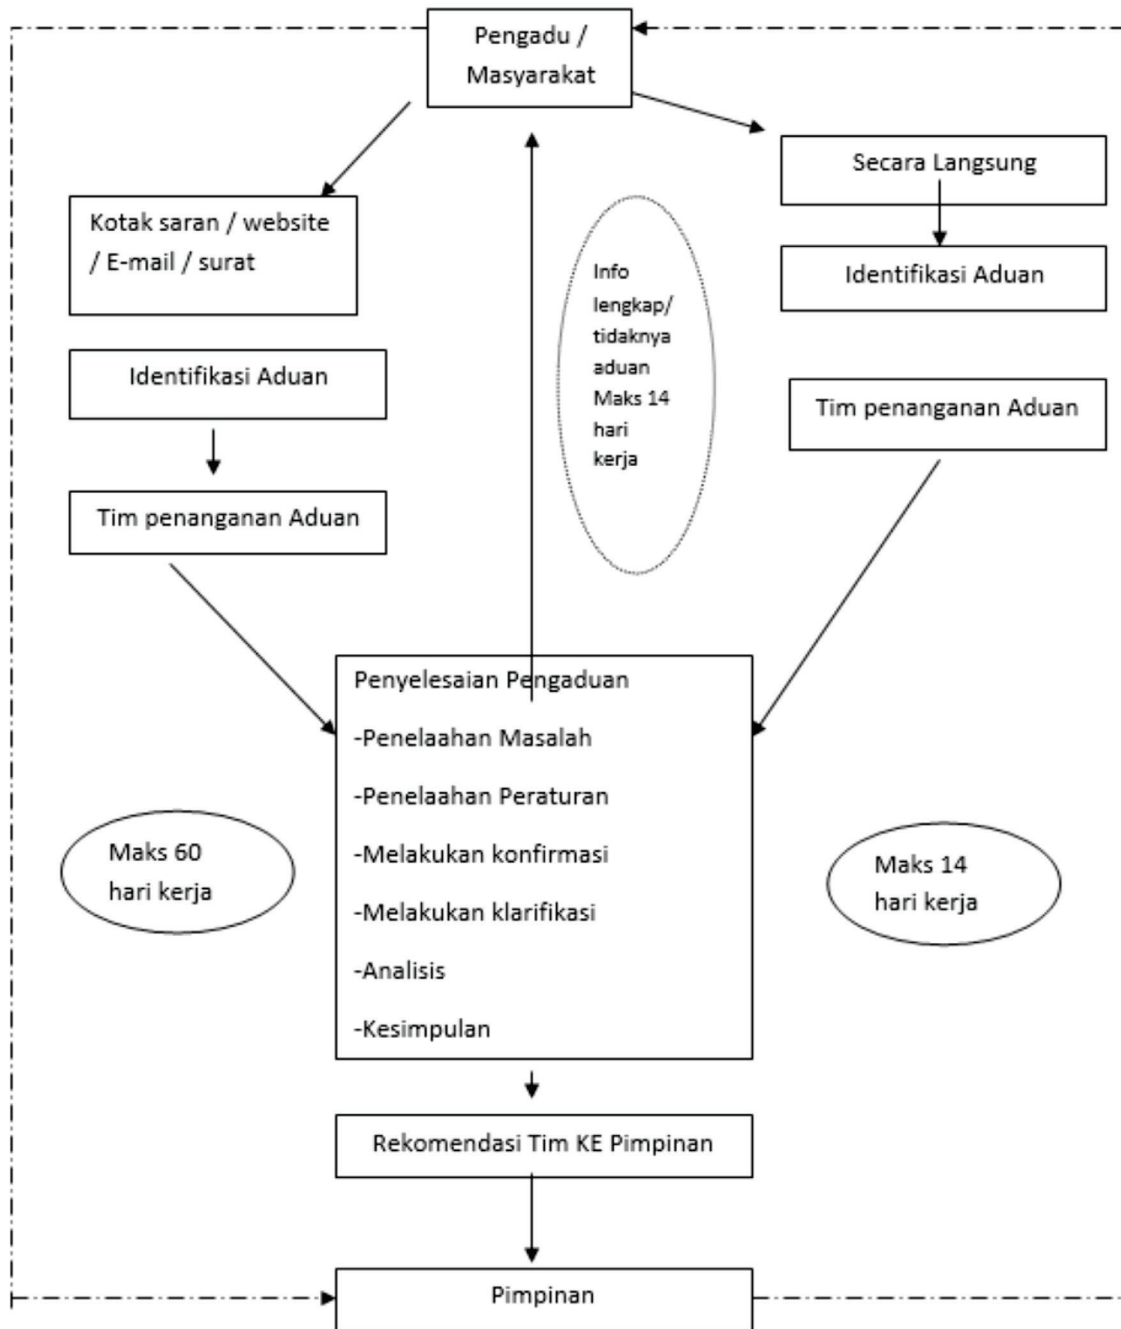 Pengadu /
Masyarakat
Secara Langsung
Kotak saran / website
/ E-mail / surat
Identifikasi Aduan
Info
lengkap/
tidaknya
aduan
Maks 14
hari
kerja
Identifikasi Aduan
Tim penanganan Aduan
Tim penanganan Aduan
Penyelesaian Pengaduan
-Penelaahan Masalah
-Penelaahan Peraturan
-Melakukan konfirmasi
-Melakukan klarifikasi
-Analisis
-Kesimpulan
Maks 60
hari kerja
Maks 14
hari kerja
Rekomendasi Tim KE Pimpinan
Pimpinan